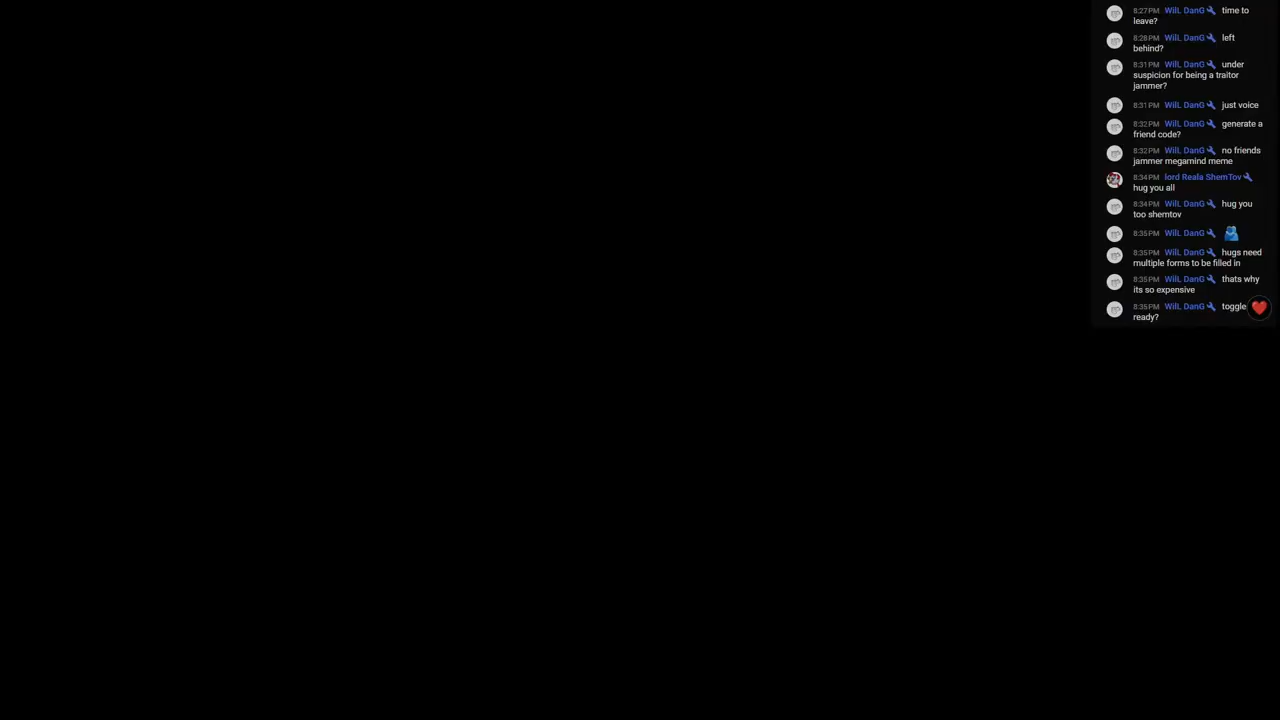 8:27PM WilL DanG time to
leave?
8:28PM WilL DanG left
behind?
8:31PM WilL DanG under
suspicion for being a traitor
jammer?
8:31PM WilL DanG just voice
8:32PM WilL DanG generate a
friend code?
8:32PM WilL DanG no friends
jammer megamind meme
8:34PM lord Reala ShemTov
hug you all
8:34PM WilL DanG hug you
too shemtov
8:35PM WilL DanG
8:35PM WilL DanG hugs need
multiple forms to be filled in
8:35PM WilL DanG thats why
its so expensive
8:35PM WilL DanG toggle
ready?